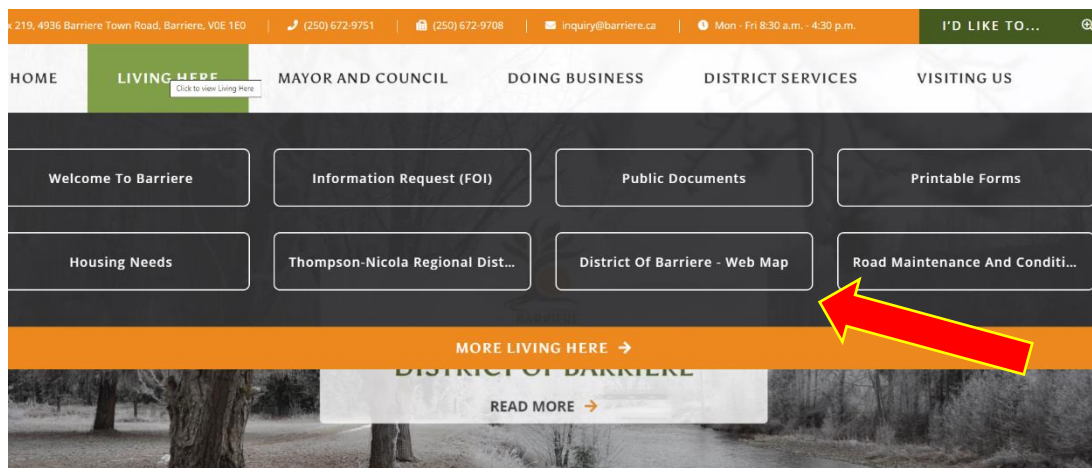 x 219, 4936 Barriere Town Road, Barriere, V0E 1E0 (250) 672-9751 (250) 672-9708 inquiry@barriere.ca Mon - Fri 8:30 a.m. - 4:30 p.m. I'D LIKE TO...
HOME LIVING HERE MAYOR AND COUNCIL DOING BUSINESS DISTRICT SERVICES VISITING US
Click to view Living Here
Welcome To Barriere Information Request (FOI) Public Documents Printable Forms
Housing Needs Thompson-Nicola Regional Dist... District Of Barriere - Web Map Road Maintenance And Conditi...
BARRIERE
MORE LIVING HERE →
DISTRICT OF BARRIERE
READ MORE →